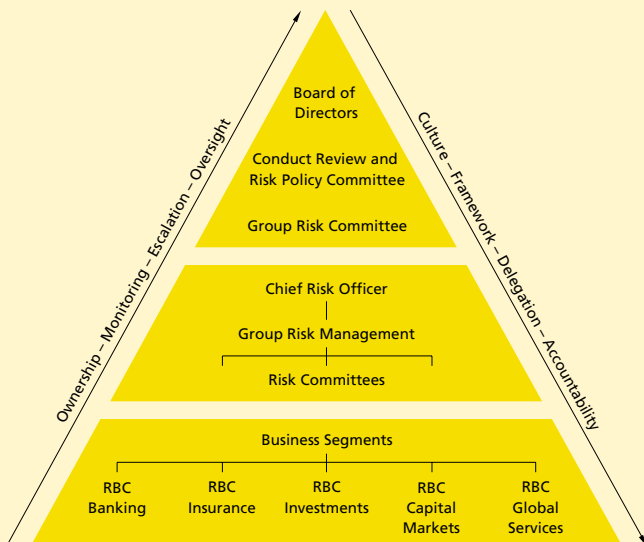 Board of
Directors
Conduct Review and
Risk Policy Committee
Group Risk Committee
Ownership – Monitoring – Escalation – Oversight
Culture – Framework – Delegation – Accountability
Chief Risk Officer
Group Risk Management
Risk Committees
Business Segments
RBC
Banking
RBC
Insurance
RBC
Investments
RBC
Capital
Markets
RBC
Global
Services